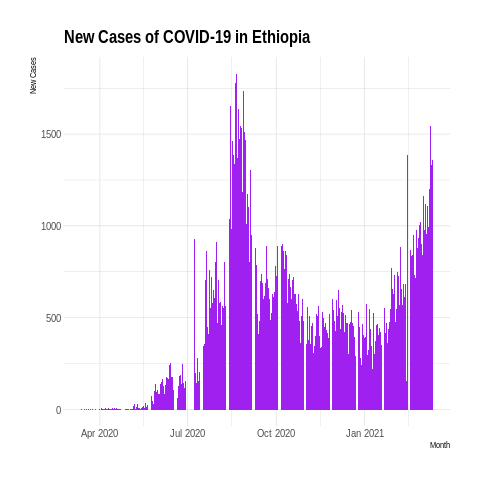 New Cases of COVID-19 in Ethiopia
New Cases
1500
1000
500
0
Apr 2020 Jul 2020 Oct 2020 Jan 2021
Month